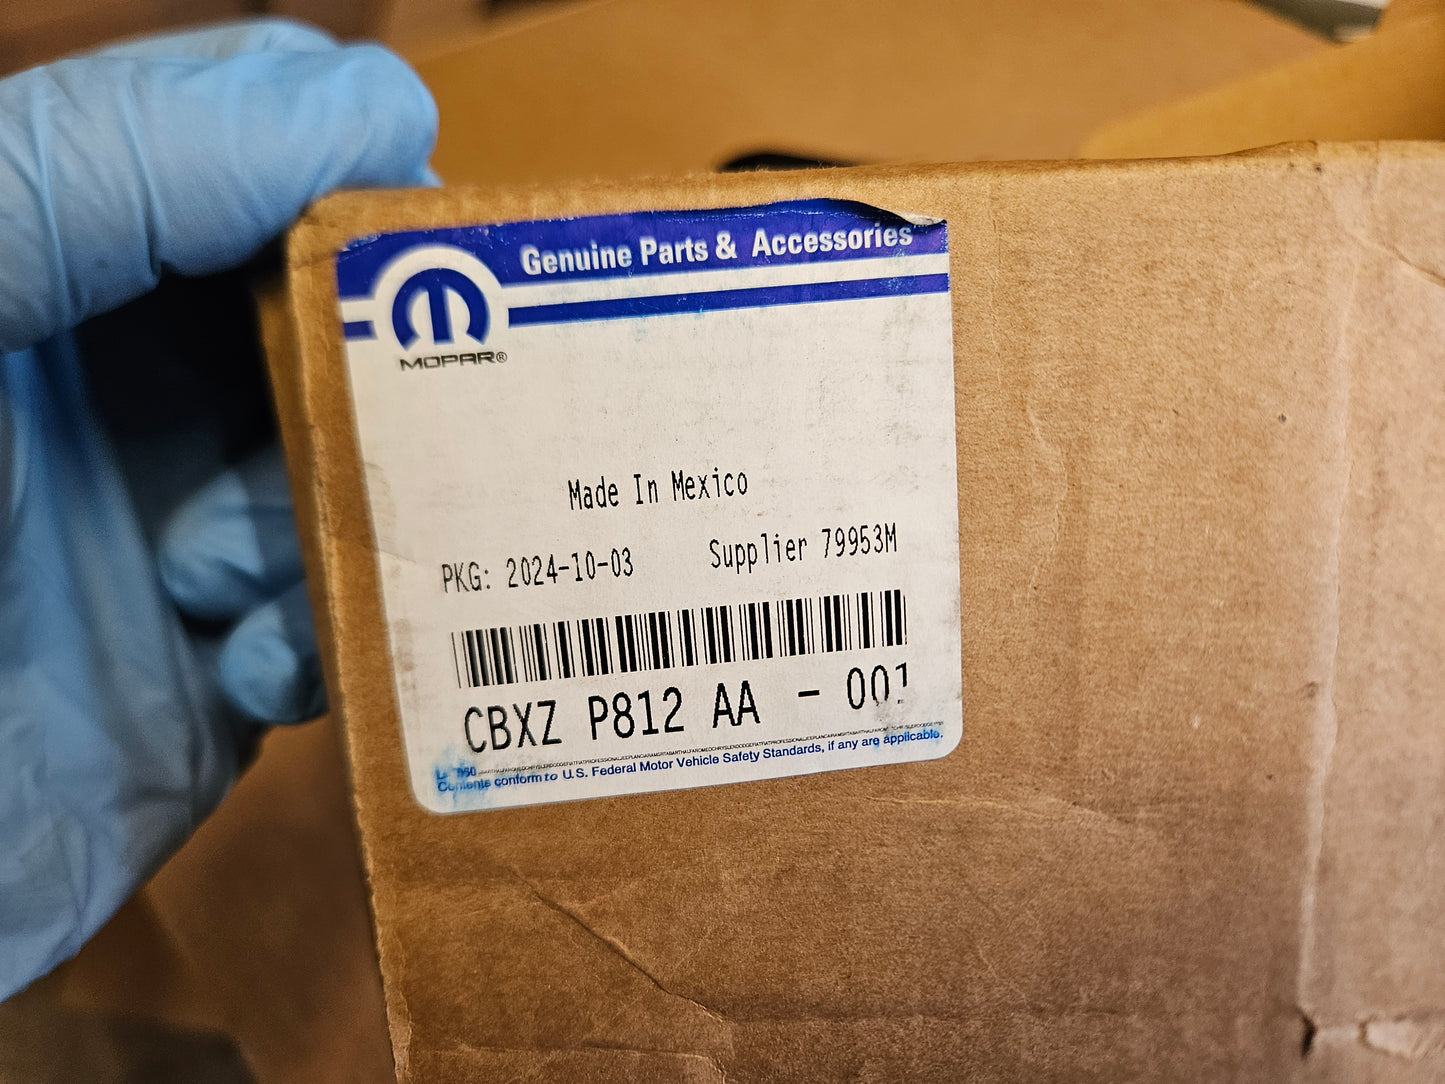 Genuine Parts & Accessories
MOPAR®
Made In Mexico
PKG: 2024-10-03 Supplier 79953M
CBXZ P812 AA - 001
Contents conform to U.S. Federal Motor Vehicle Safety Standards, if any are applicable.